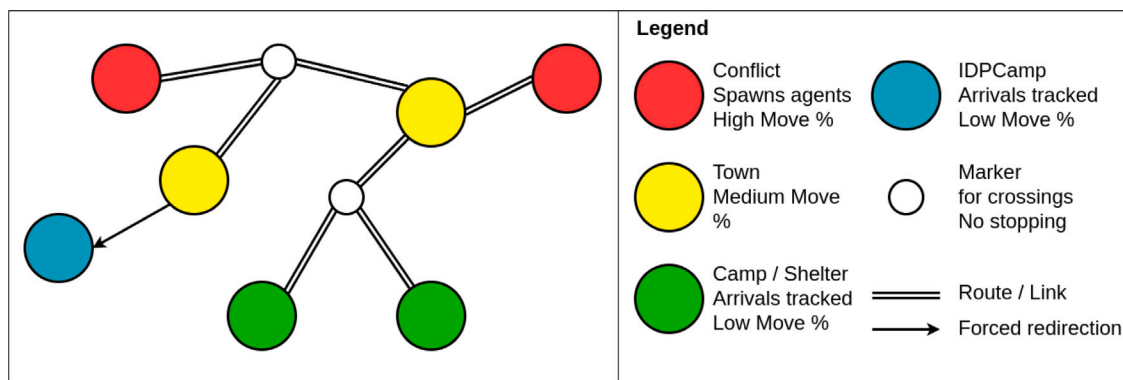 Legend
Conflict
Spawns agents
High Move %
IDPCamp
Arrivals tracked
Low Move %
Town
Medium Move
%
Marker
for crossings
No stopping
Camp / Shelter
Arrivals tracked
Low Move %
Route / Link
Forced redirection